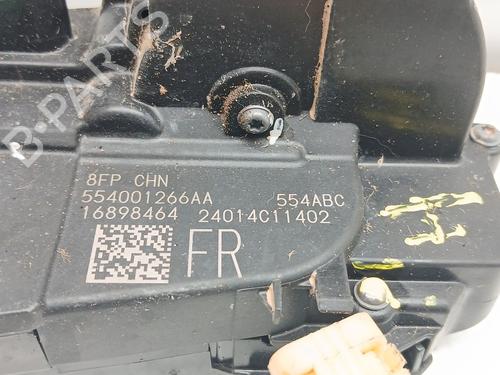 B-PARTS
8FP CHN
554001266AA 554ABC
16898464 24014C11402
FR